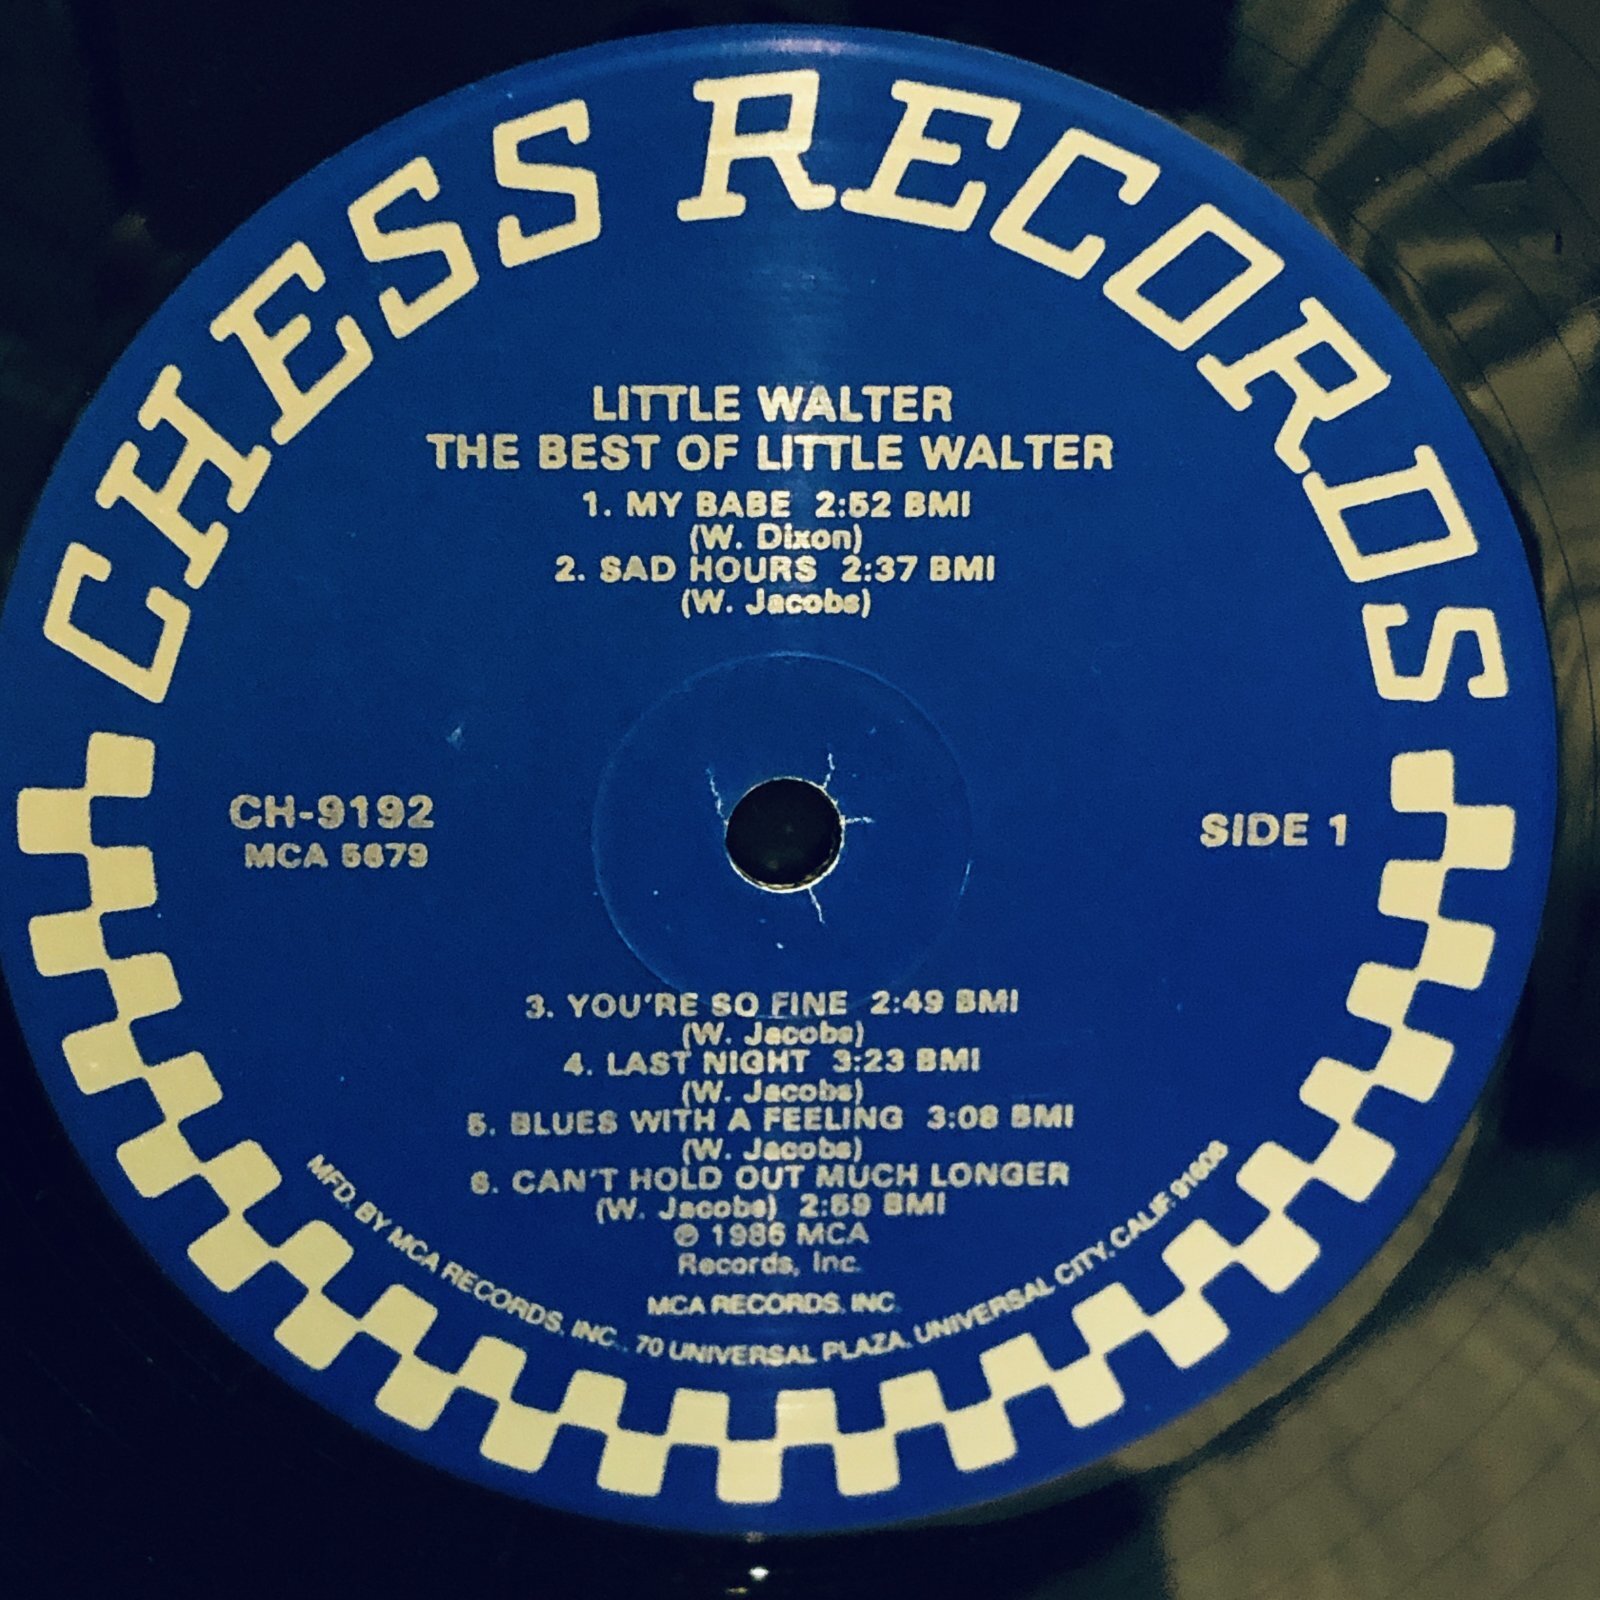 CHESS RECORDS
LITTLE WALTER
THE BEST OF LITTLE WALTER
1. MY BABE 2:52 BMI
(W. Dixon)
2. SAD HOURS 2:37 BMI
(W. Jacobs)
CH-9192
MCA 5679
SIDE 1
3. YOU'RE SO FINE 2:49 BMI
(W. Jacobs)
4. LAST NIGHT 3:23 BMI
(W. Jacobs)
5. BLUES WITH A FEELING 3:08 BMI
(W. Jacobs)
6. CAN'T HOLD OUT MUCH LONGER
(W. Jacobs) 2:59 BMI
℗ 1986 MCA
Records, Inc.
MCA RECORDS, INC.
MFD. BY MCA RECORDS, INC., 70 UNIVERSAL PLAZA, UNIVERSAL CITY, CALIF. 91608